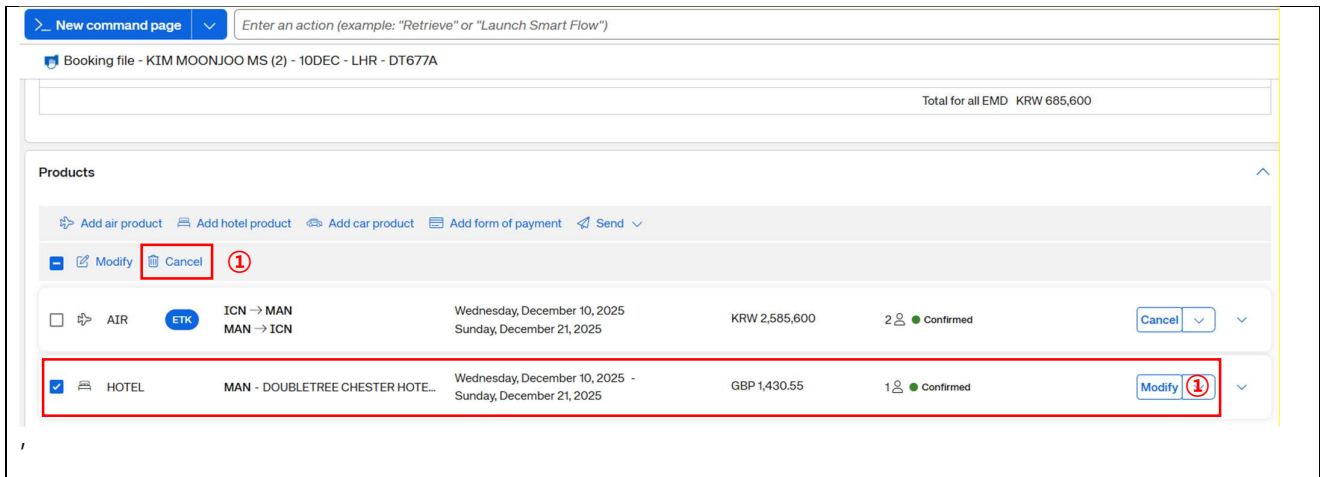 >_ New command page Enter an action (example: "Retrieve" or "Launch Smart Flow")
Booking file - KIM MOONJOO MS (2) - 10DEC - LHR - DT677A
Total for all EMD KRW 685,600
Products
Add air product Add hotel product Add car product Add form of payment Send
Modify Cancel ①
AIR ETK ICN → MAN Wednesday, December 10, 2025 KRW 2,585,600 2 Confirmed Cancel
MAN → ICN Sunday, December 21, 2025
HOTEL MAN - DOUBLETREE CHESTER HOTE... Wednesday, December 10, 2025 - GBP 1,430.55 1 Confirmed Modify ①
Sunday, December 21, 2025
,